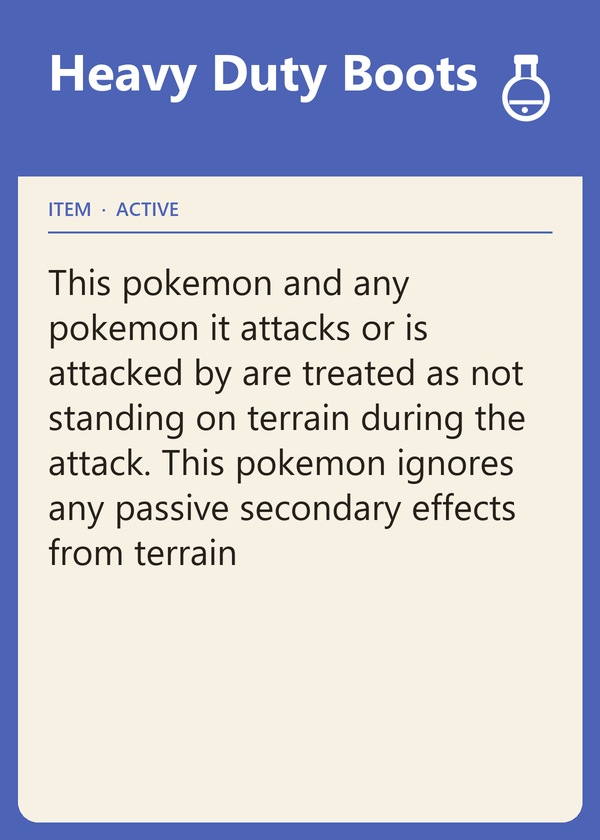 Heavy Duty Boots
ITEM · ACTIVE
This pokemon and any
pokemon it attacks or is
attacked by are treated as not
standing on terrain during the
attack. This pokemon ignores
any passive secondary effects
from terrain